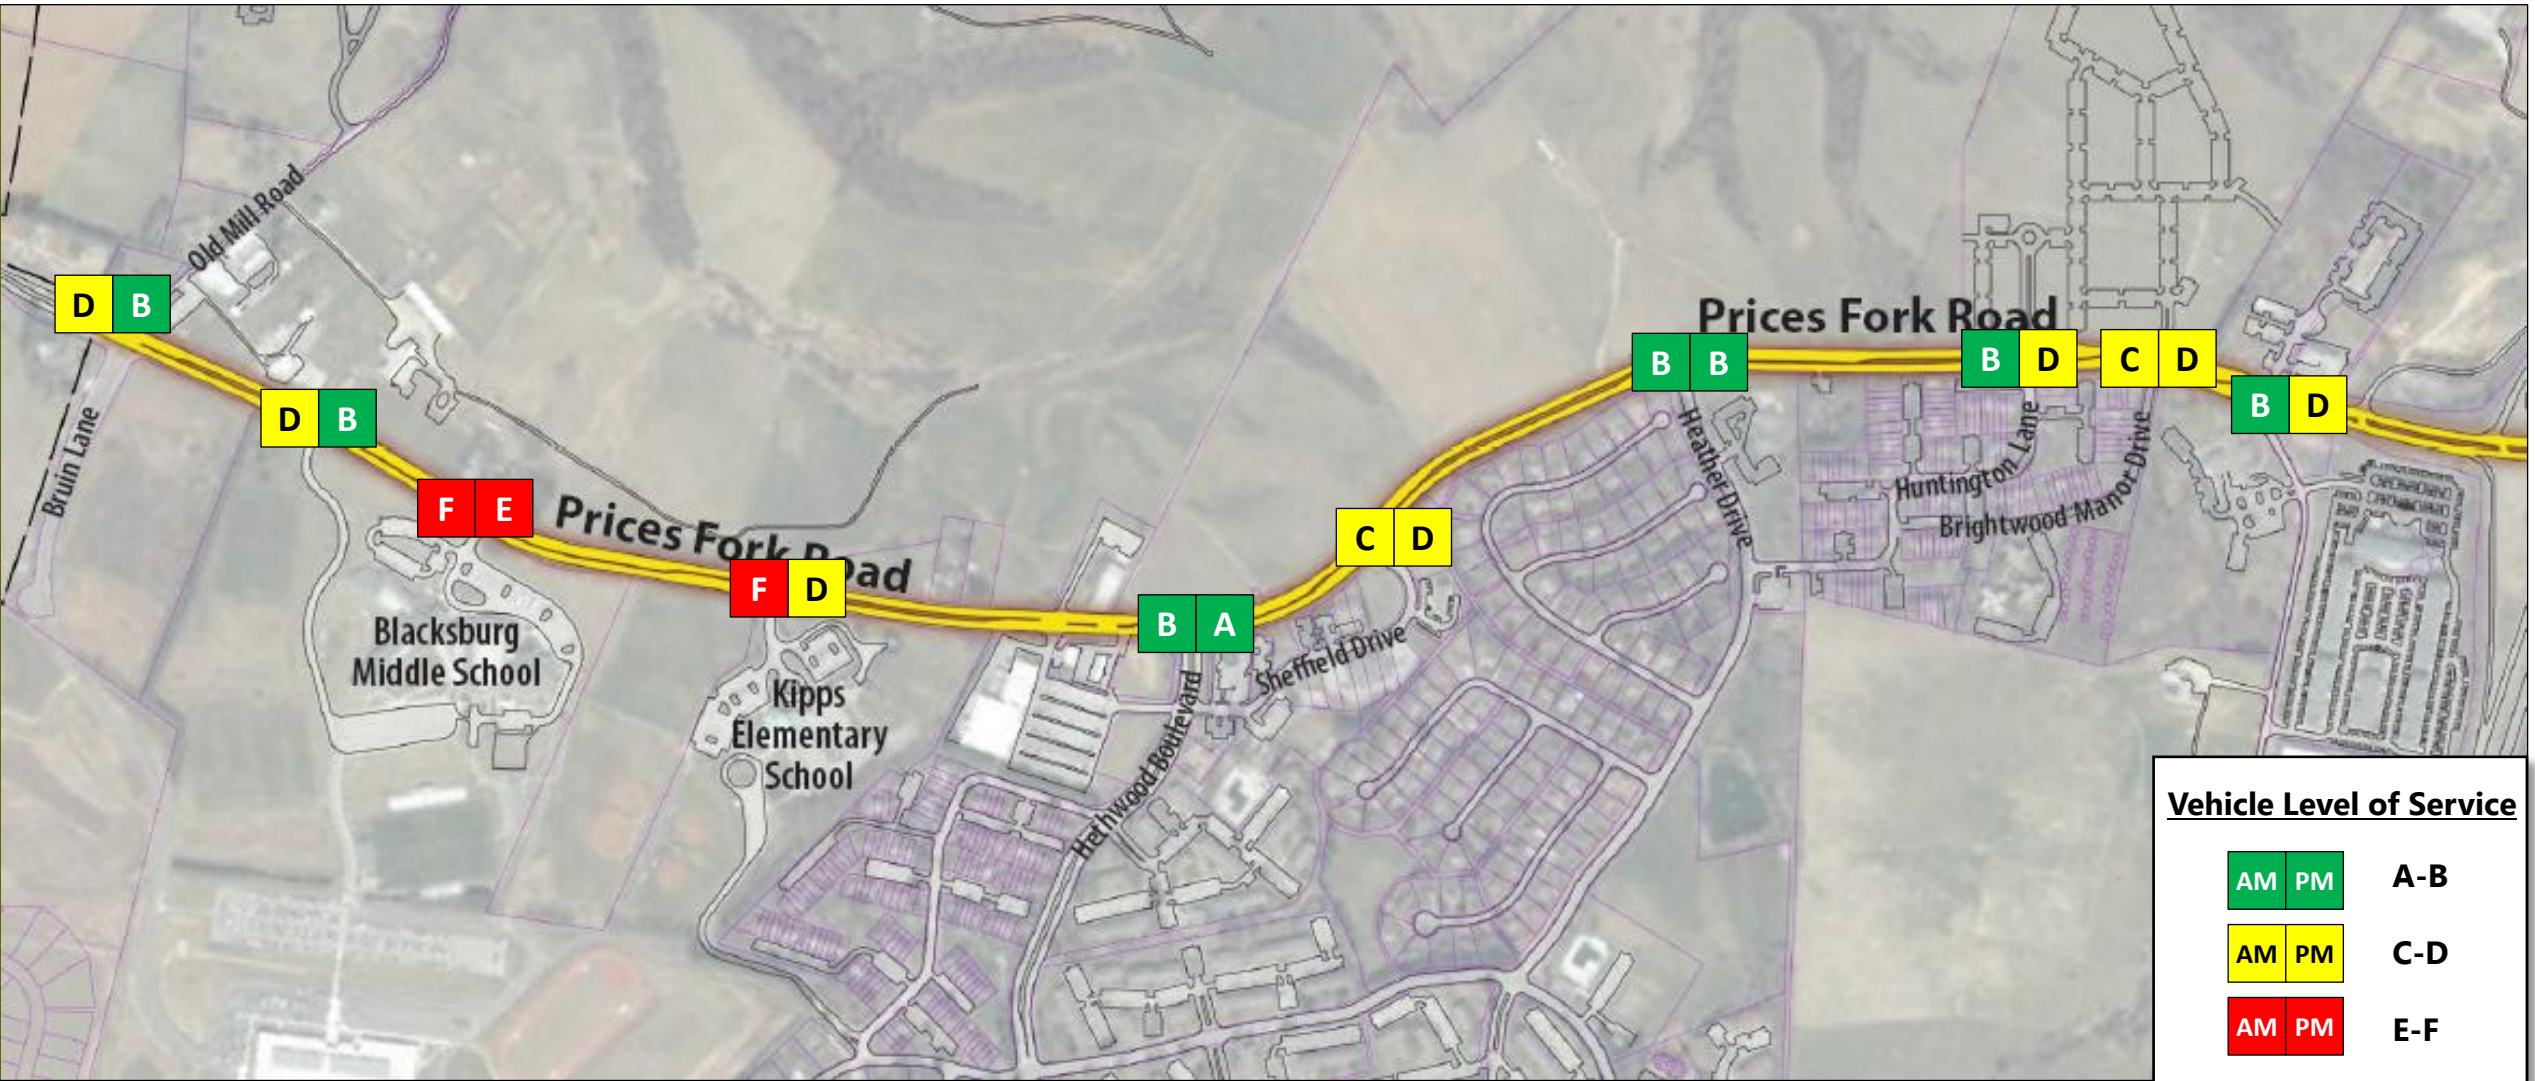 Old Mill Road
D B
Bruin Lane
D B
F E
Prices Fork Road
Blacksburg
Middle School
F D
Kipps
Elementary
School
B A
Hethwood Boulevard
Sheffield Drive
C D
B B
Prices Fork Road
Heather Drive
B D
C D
Huntington Lane
Brightwood Manor Drive
B D
Vehicle Level of Service
AM PM A-B
AM PM C-D
AM PM E-F